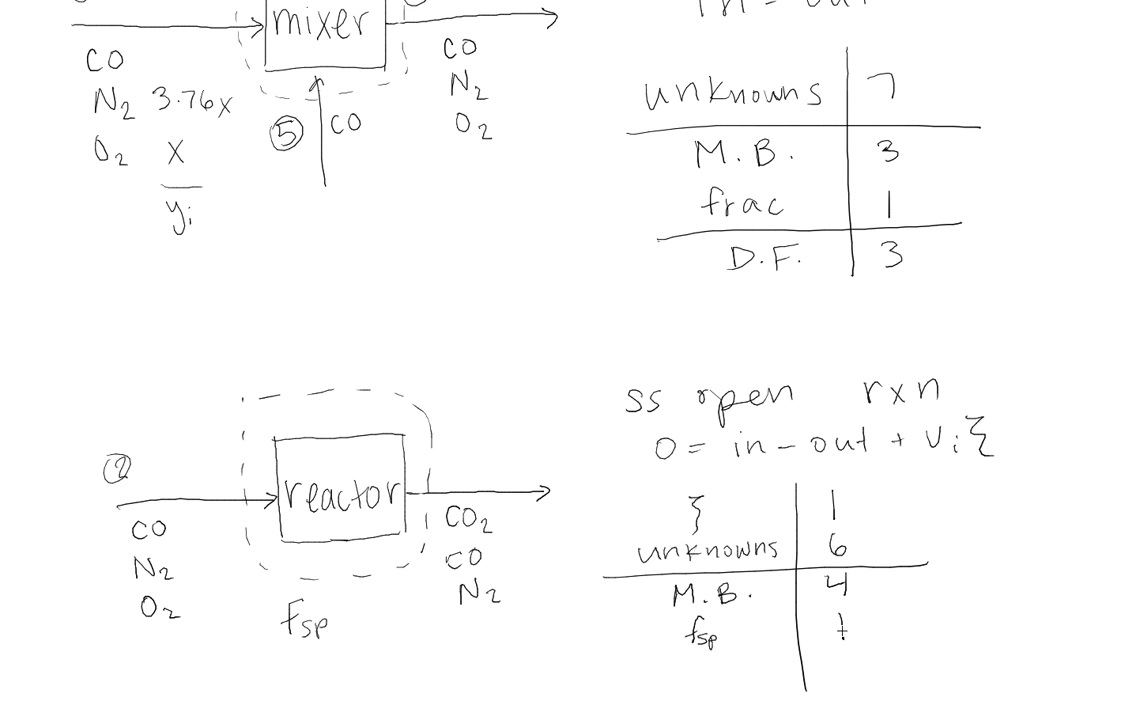 in = out
mixer
CO
N2 3.76x
O2 x
yi
CO
N2
O2
5 CO
unknowns 7
M.B. 3
frac 1
D.F. 3
ss open rxn
0 = in - out + νiξ
2
reactor
CO
N2
O2
CO2
CO
N2
fsp
ξ 1
unknowns 6
M.B. 4
fsp